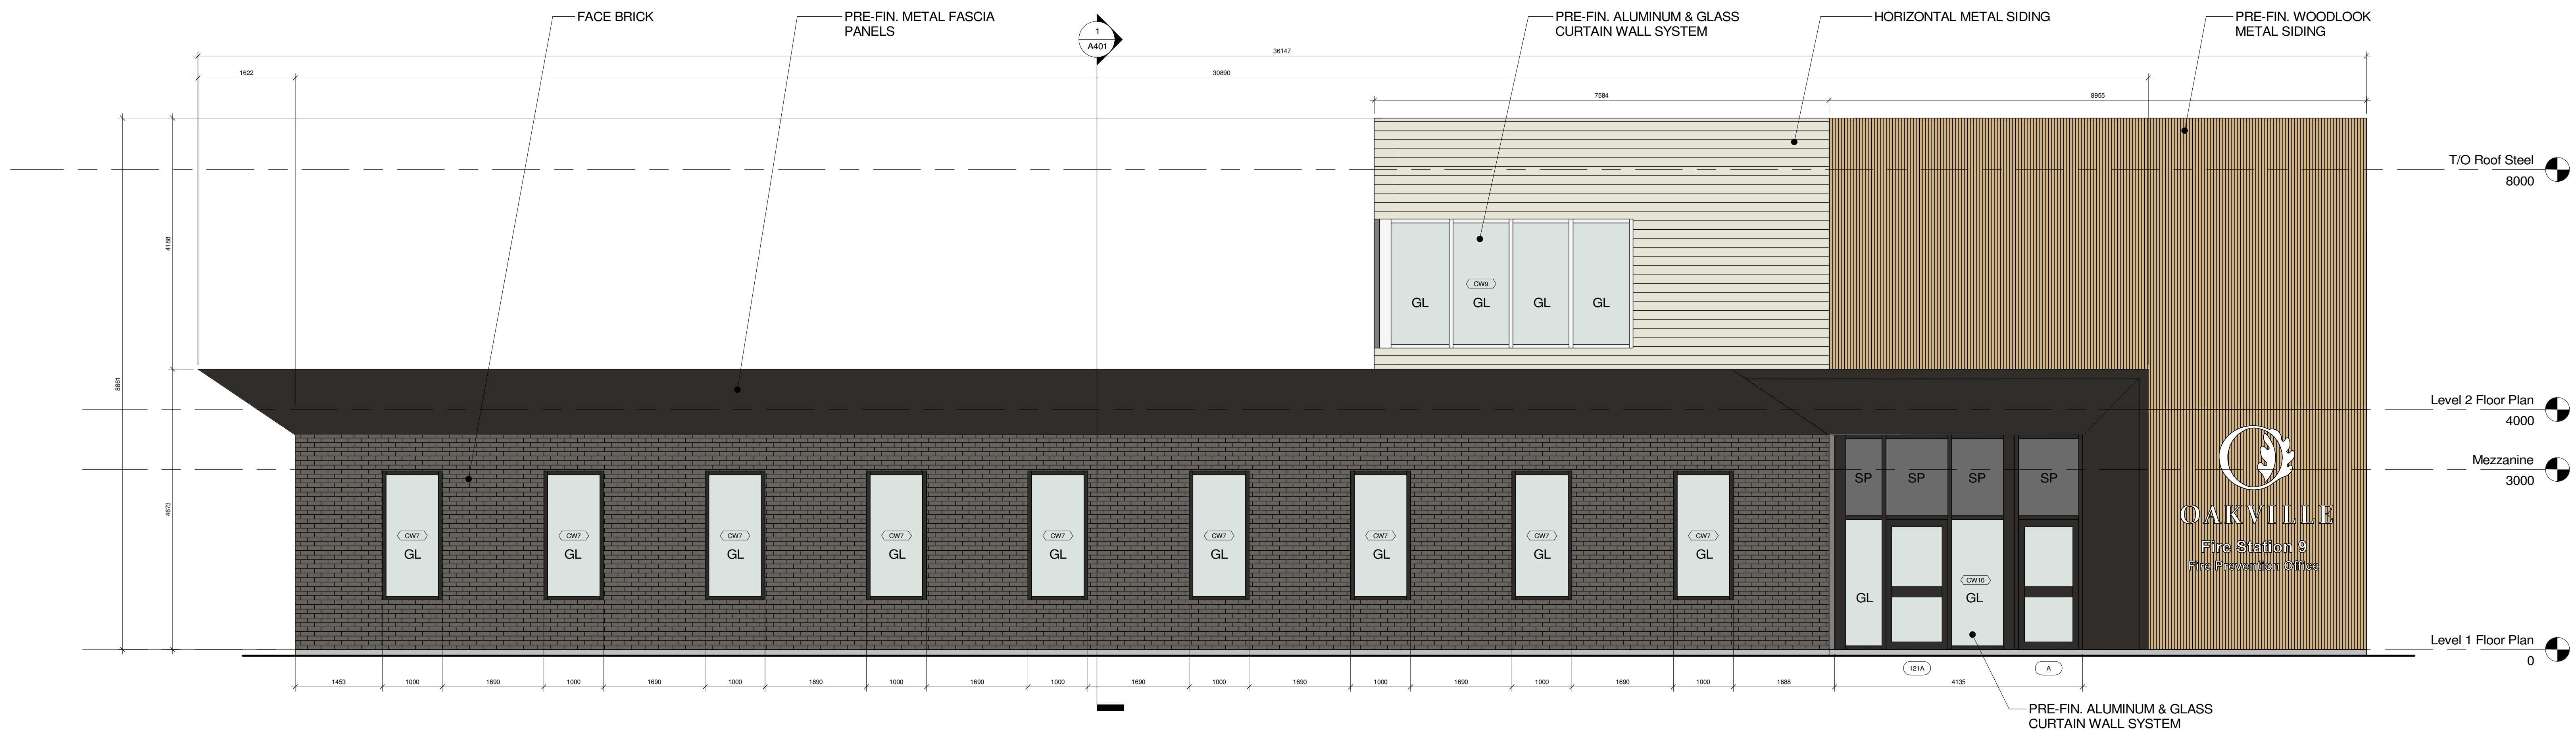 FACE BRICK
PRE-FIN. METAL FASCIA
PANELS
1
A401
PRE-FIN. ALUMINUM & GLASS
CURTAIN WALL SYSTEM
HORIZONTAL METAL SIDING
PRE-FIN. WOODLOOK
METAL SIDING
36147
1622
30890
7584
8955
T/O Roof Steel
8000
4188
8861
4673
CW9
GL GL GL GL
Level 2 Floor Plan
4000
Mezzanine
3000
SP SP SP SP
OAKVILLE
Fire Station 9
Fire Prevention Office
CW7 CW7 CW7 CW7 CW7 CW7 CW7 CW7 CW7
GL GL GL GL GL GL GL GL GL
CW10
GL GL
Level 1 Floor Plan
0
121A A
1453 1000 1690 1000 1690 1000 1690 1000 1690 1000 1690 1000 1690 1000 1690 1000 1690 1000 1688 4135
PRE-FIN. ALUMINUM & GLASS
CURTAIN WALL SYSTEM